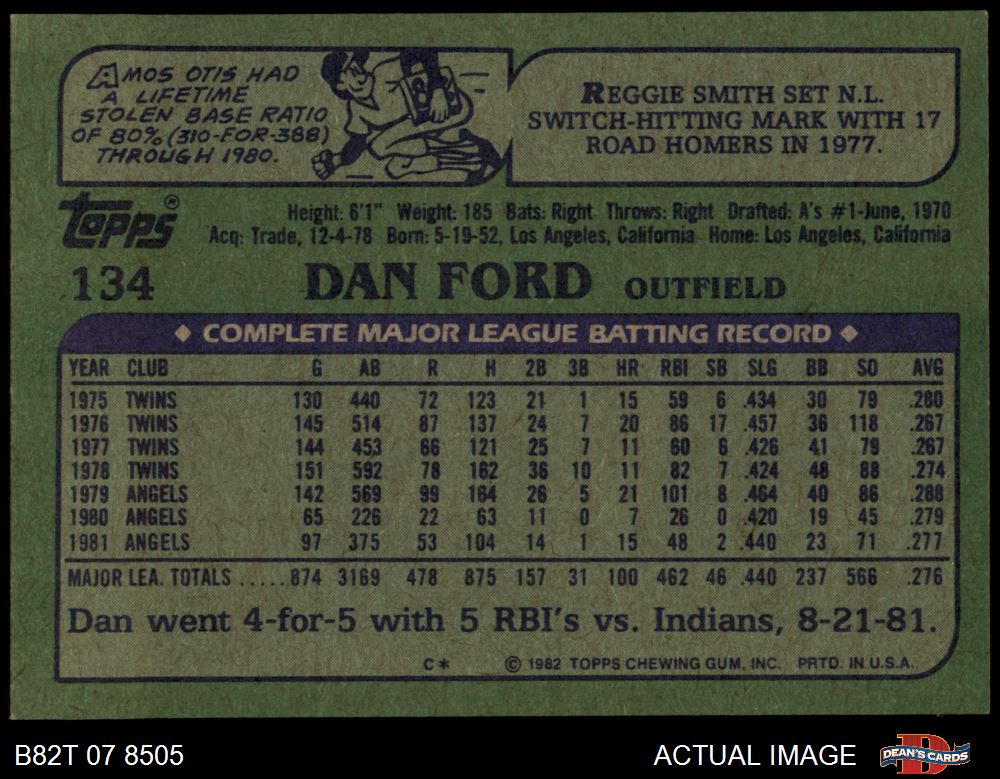 AMOS OTIS HAD
A LIFETIME
STOLEN BASE RATIO
OF 80% (310-FOR-388)
THROUGH 1980.
REGGIE SMITH SET N.L.
SWITCH-HITTING MARK WITH 17
ROAD HOMERS IN 1977.
TOPPS®
Height: 6'1" Weight: 185 Bats: Right Throws: Right Drafted: A's #1-June, 1970
Acq: Trade, 12-4-78 Born: 5-19-52, Los Angeles, California Home: Los Angeles, California
134 DAN FORD OUTFIELD
◆ COMPLETE MAJOR LEAGUE BATTING RECORD ◆
YEAR CLUB G AB R H 2B 3B HR RBI SB SLG BB SO AVG
1975 TWINS 130 440 72 123 21 1 15 59 6 .434 30 79 .280
1976 TWINS 145 514 87 137 24 7 20 86 17 .457 36 118 .267
1977 TWINS 144 453 66 121 25 7 11 60 6 .426 41 79 .267
1978 TWINS 151 592 78 162 36 10 11 82 7 .424 48 88 .274
1979 ANGELS 142 569 99 164 26 5 21 101 8 .464 40 86 .288
1980 ANGELS 65 226 22 63 11 0 7 26 0 .420 19 45 .279
1981 ANGELS 97 375 53 104 14 1 15 48 2 .440 23 71 .277
MAJOR LEA. TOTALS .....874 3169 478 875 157 31 100 462 46 .440 237 566 .276
Dan went 4-for-5 with 5 RBI's vs. Indians, 8-21-81.
C* © 1982 TOPPS CHEWING GUM, INC. PRTD. IN U.S.A.
B82T 07 8505 ACTUAL IMAGE DEAN'S CARDS